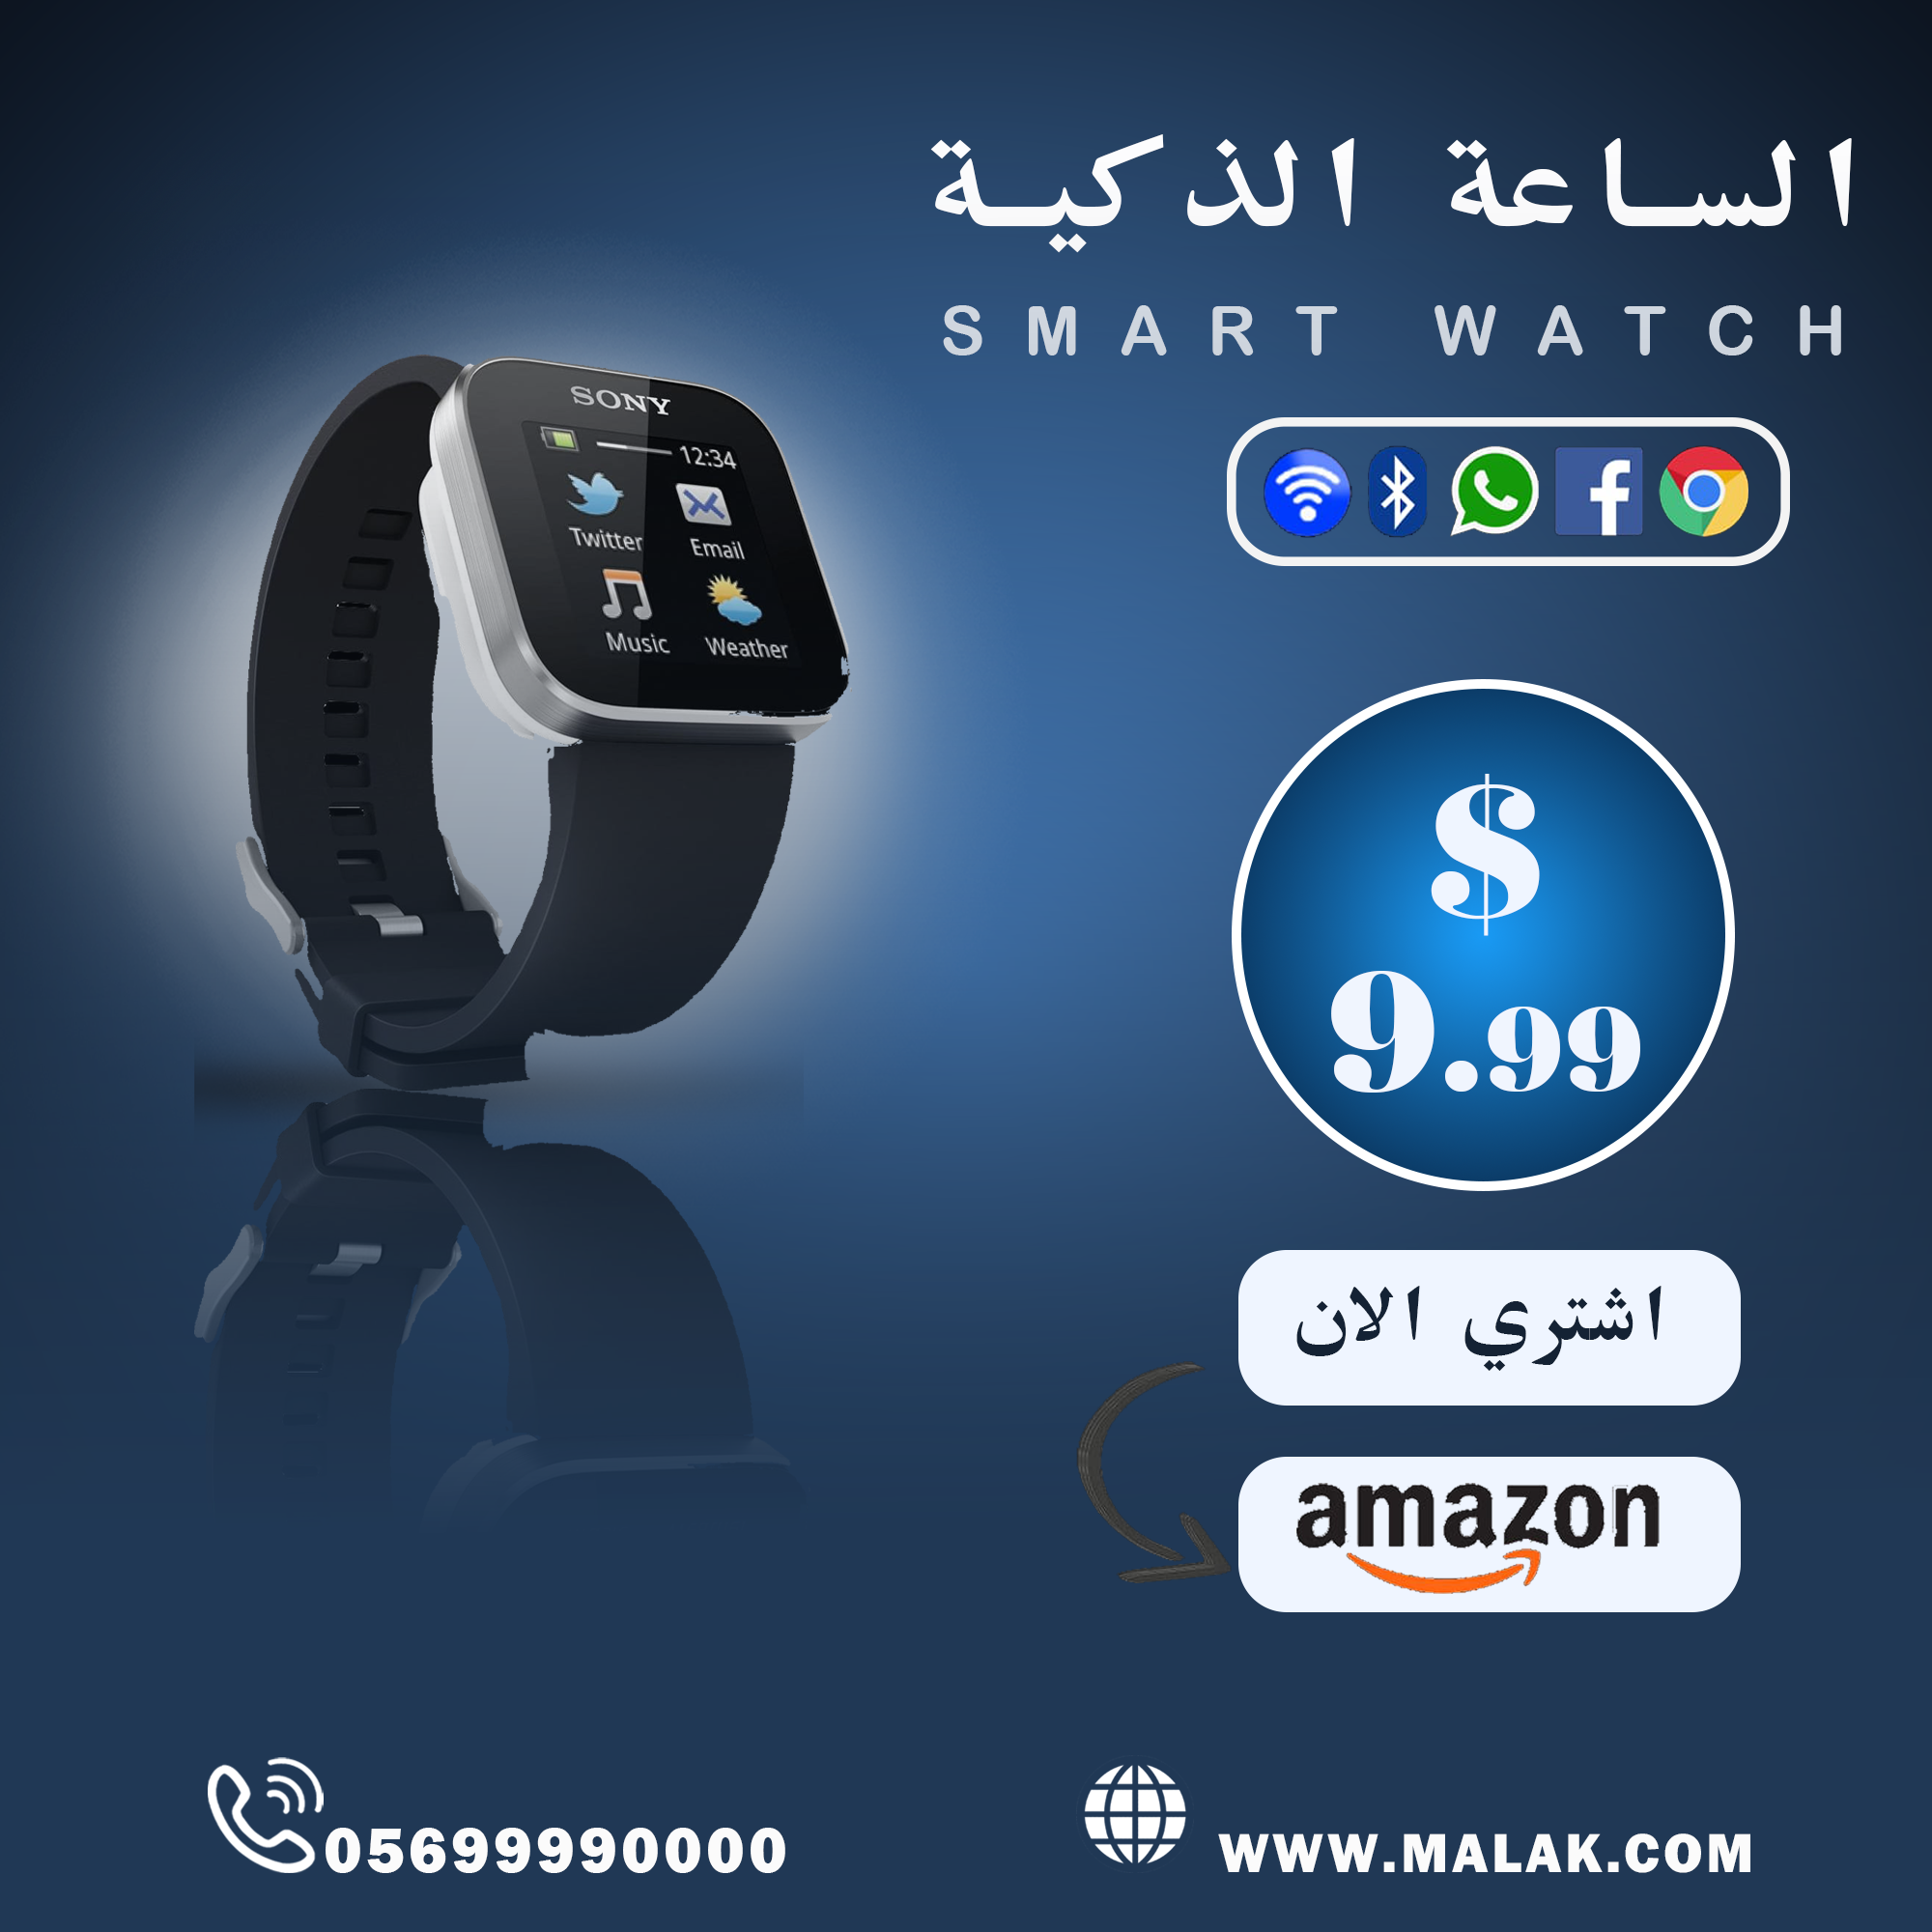 الساعة الذكية
SMART WATCH
SONY
12:34
Twitter
Email
Music
Weather
$
9.99
اشتري الان
amazon
05699990000
WWW.MALAK.COM